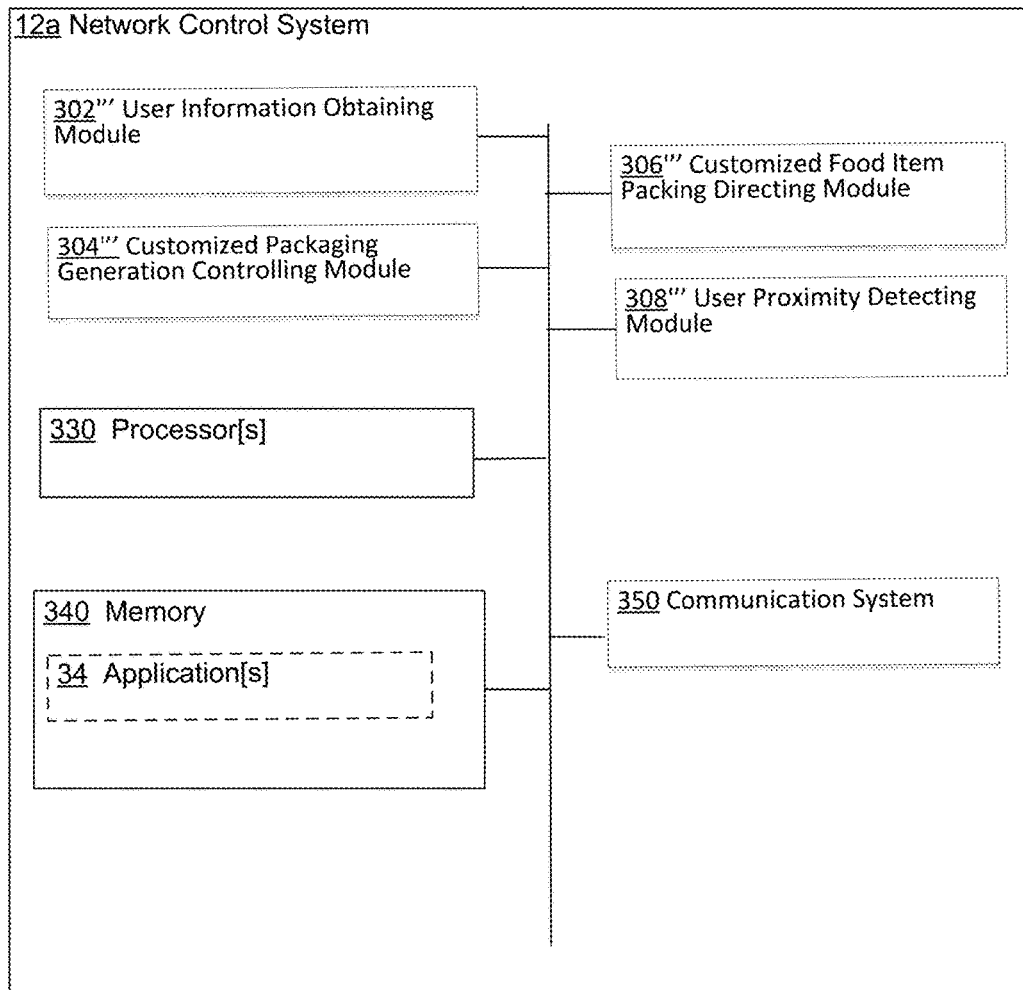 12a Network Control System
302''' User Information Obtaining
Module
306''' Customized Food Item
Packing Directing Module
304''' Customized Packaging
Generation Controlling Module
308''' User Proximity Detecting
Module
330 Processor[s]
340 Memory
34 Application[s]
350 Communication System